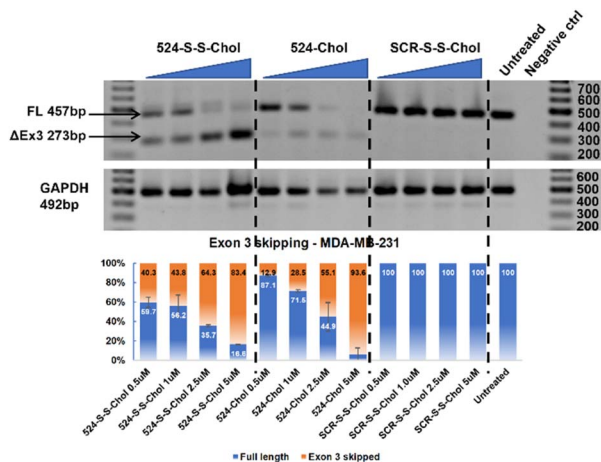 524-S-S-Chol 524-Chol SCR-S-S-Chol Untreated Negative ctrl
700
600
FL 457bp 500
400
ΔEx3 273bp 300
200
600
GAPDH 500
492bp 400
300
200
Exon 3 skipping - MDA-MB-231
100% 40.3 43.8 64.3 83.4 12.9 28.5 55.1 93.6 100 100 100 100 100
80% 87.1
60% 59.7 56.2 71.5
40% 35.7 44.9
20% 16.6
0%
524-S-S-Chol 0.5uM
524-S-S-Chol 1uM
524-S-S-Chol 2.5uM
524-S-S-Chol 5uM
524-Chol 0.5uM
524-Chol 1uM
524-Chol 2.5uM
524-Chol 5uM
SCR-S-S-Chol 0.5uM
SCR-S-S-Chol 1.0uM
SCR-S-S-Chol 2.5uM
SCR-S-S-Chol 5uM
Untreated
Full length Exon 3 skipped